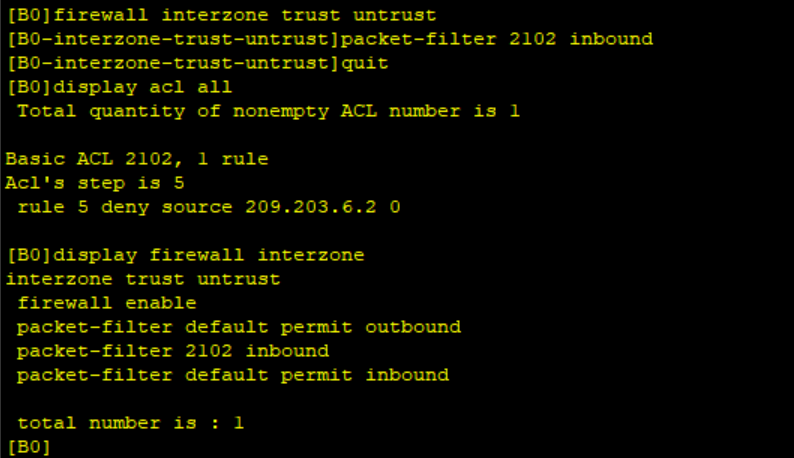 [B0]firewall interzone trust untrust
[B0-interzone-trust-untrust]packet-filter 2102 inbound
[B0-interzone-trust-untrust]quit
[B0]display acl all
 Total quantity of nonempty ACL number is 1

Basic ACL 2102, 1 rule
Acl's step is 5
 rule 5 deny source 209.203.6.2 0

[B0]display firewall interzone
interzone trust untrust
 firewall enable
 packet-filter default permit outbound
 packet-filter 2102 inbound
 packet-filter default permit inbound

 total number is : 1
[B0]